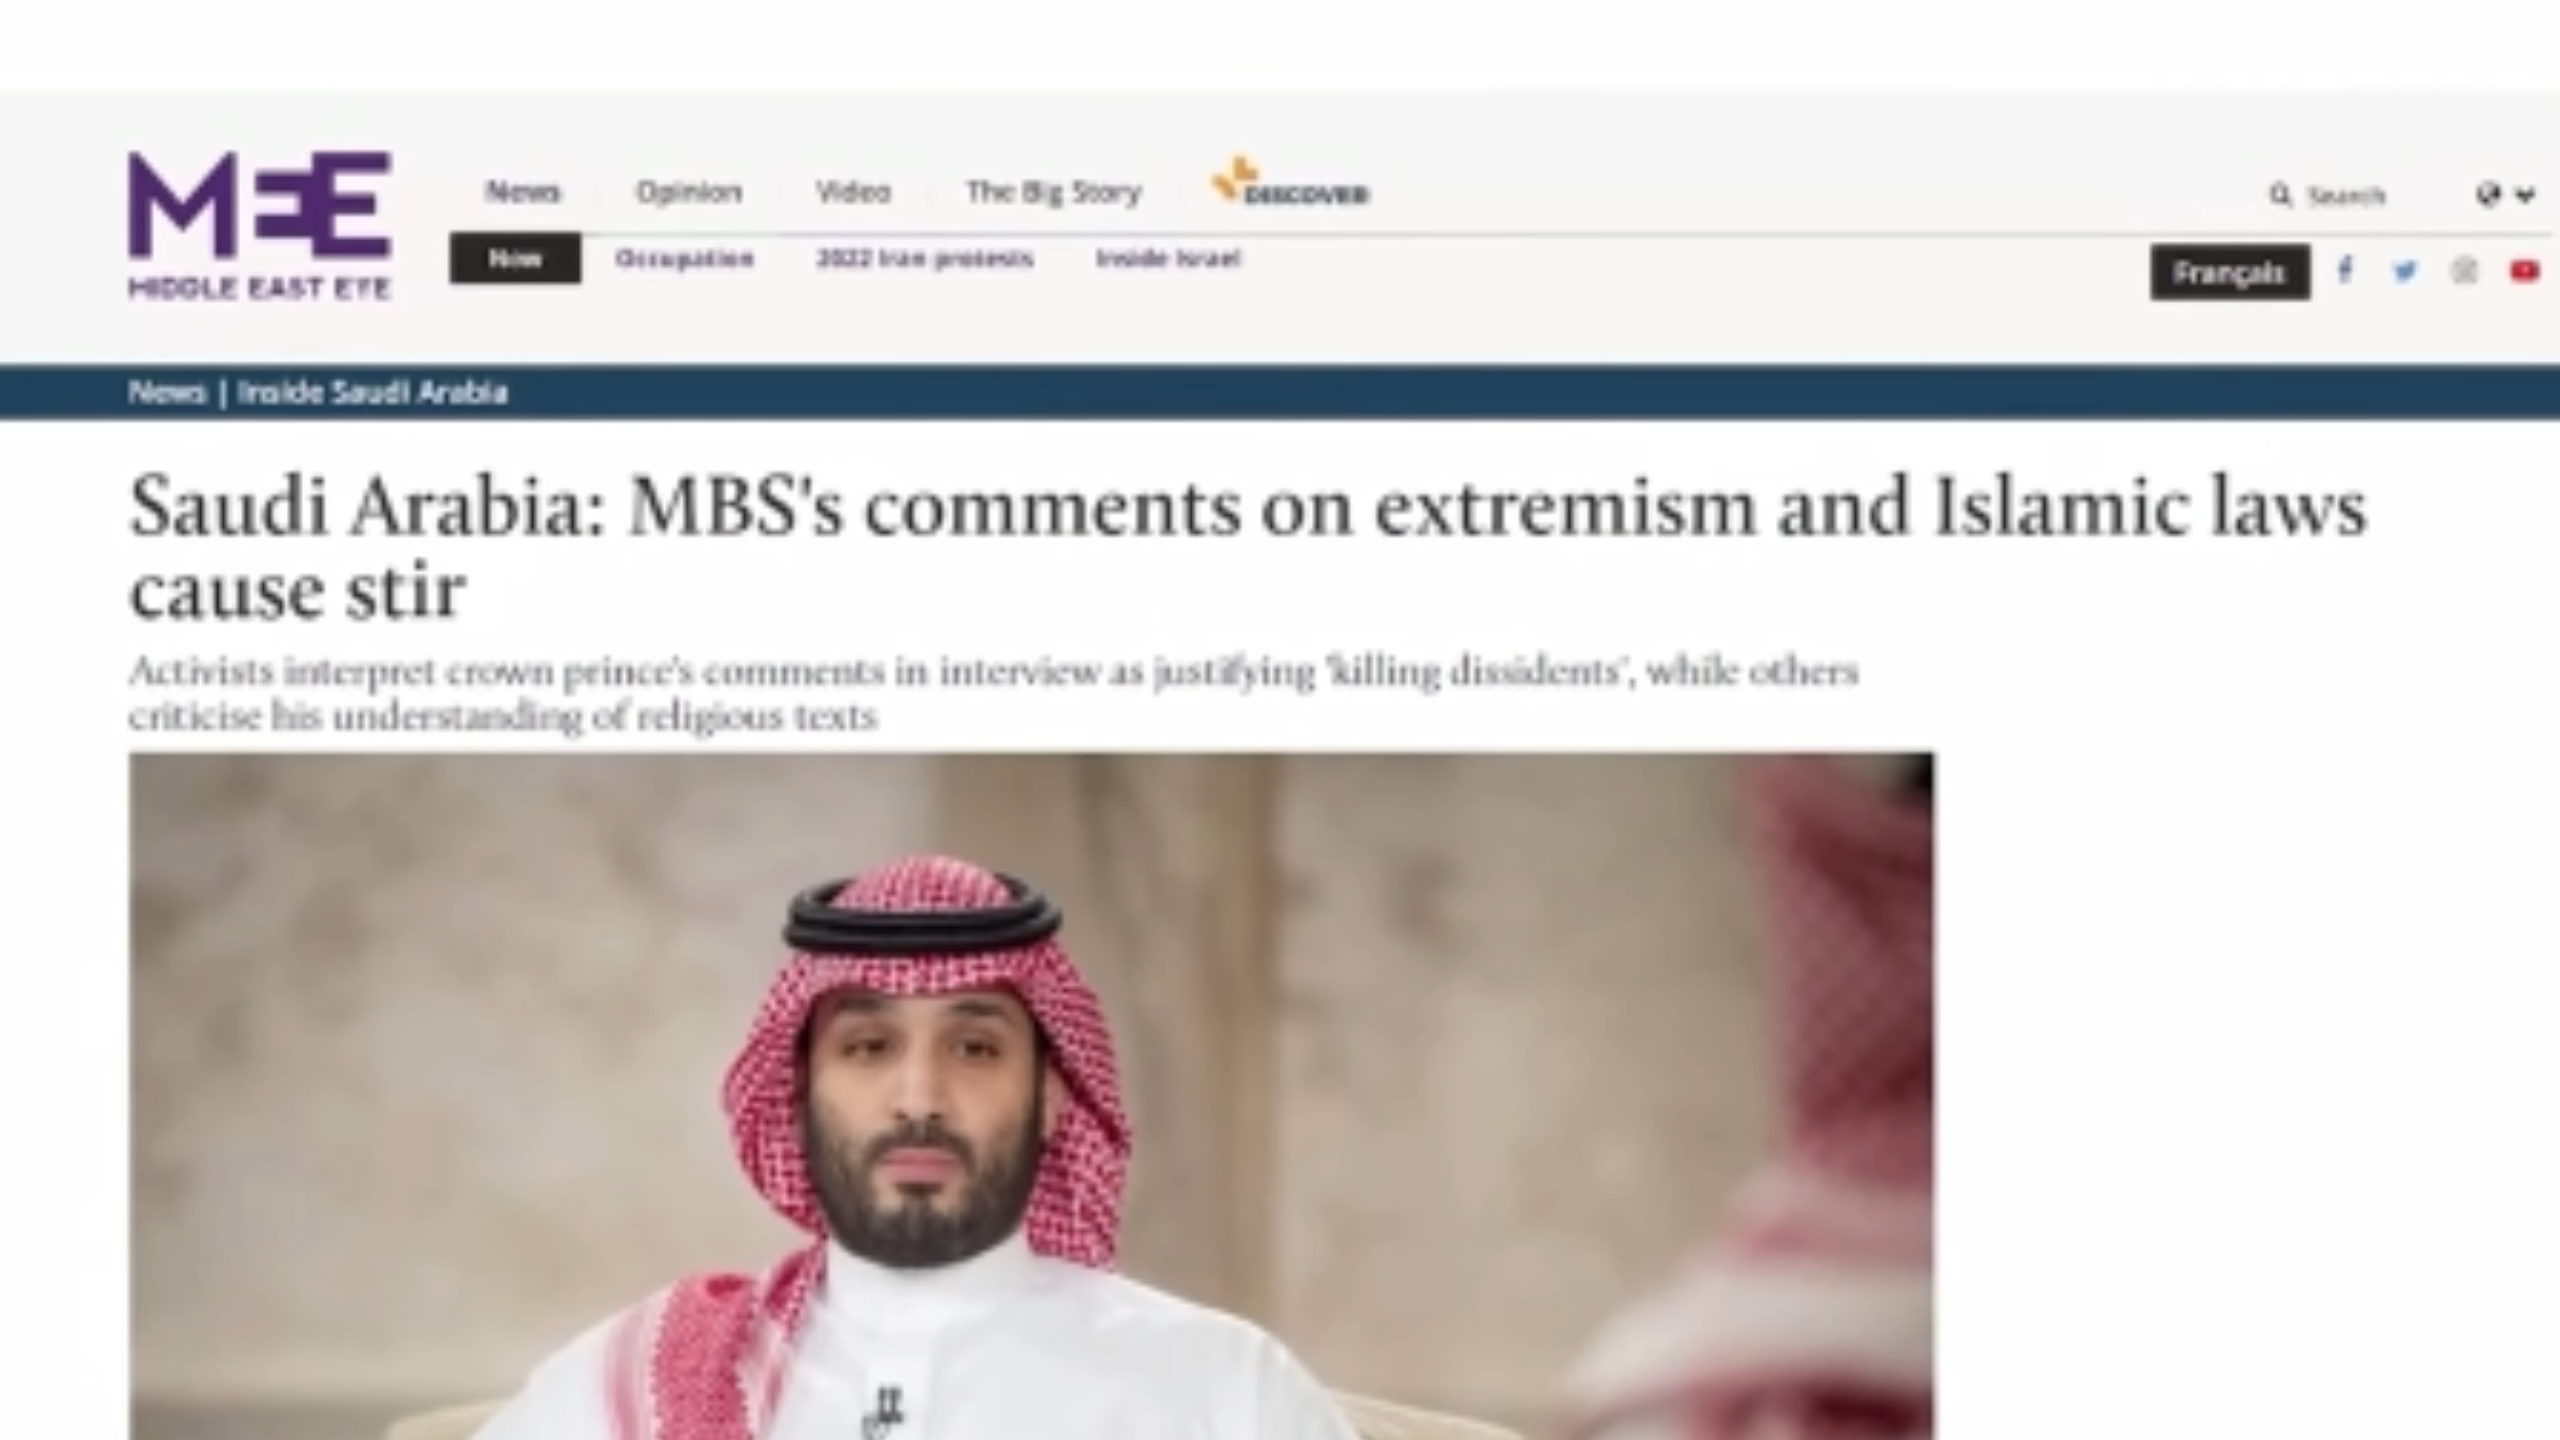 MEE
MIDDLE EAST EYE
News Opinion Video The Big Story DISCOVER
Search
Now Occupation 2022 Iran protests Inside Israel
Français
News | Inside Saudi Arabia
Saudi Arabia: MBS's comments on extremism and Islamic laws
cause stir
Activists interpret crown prince's comments in interview as justifying 'killing dissidents', while others
criticise his understanding of religious texts